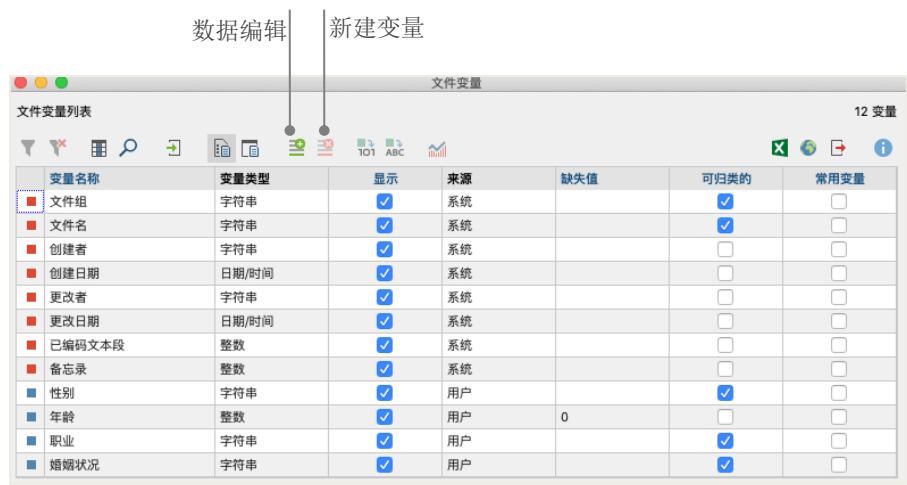 数据编辑 新建变量
文件变量
文件变量列表 12 变量
101 ABC
变量名称 变量类型 显示 来源 缺失值 可归类的 常用变量
文件组 字符串 系统
文件名 字符串 系统
创建者 字符串 系统
创建日期 日期/时间 系统
更改者 字符串 系统
更改日期 日期/时间 系统
已编码文本段 整数 系统
备忘录 整数 系统
性别 字符串 用户
年龄 整数 用户 0
职业 字符串 用户
婚姻状况 字符串 用户